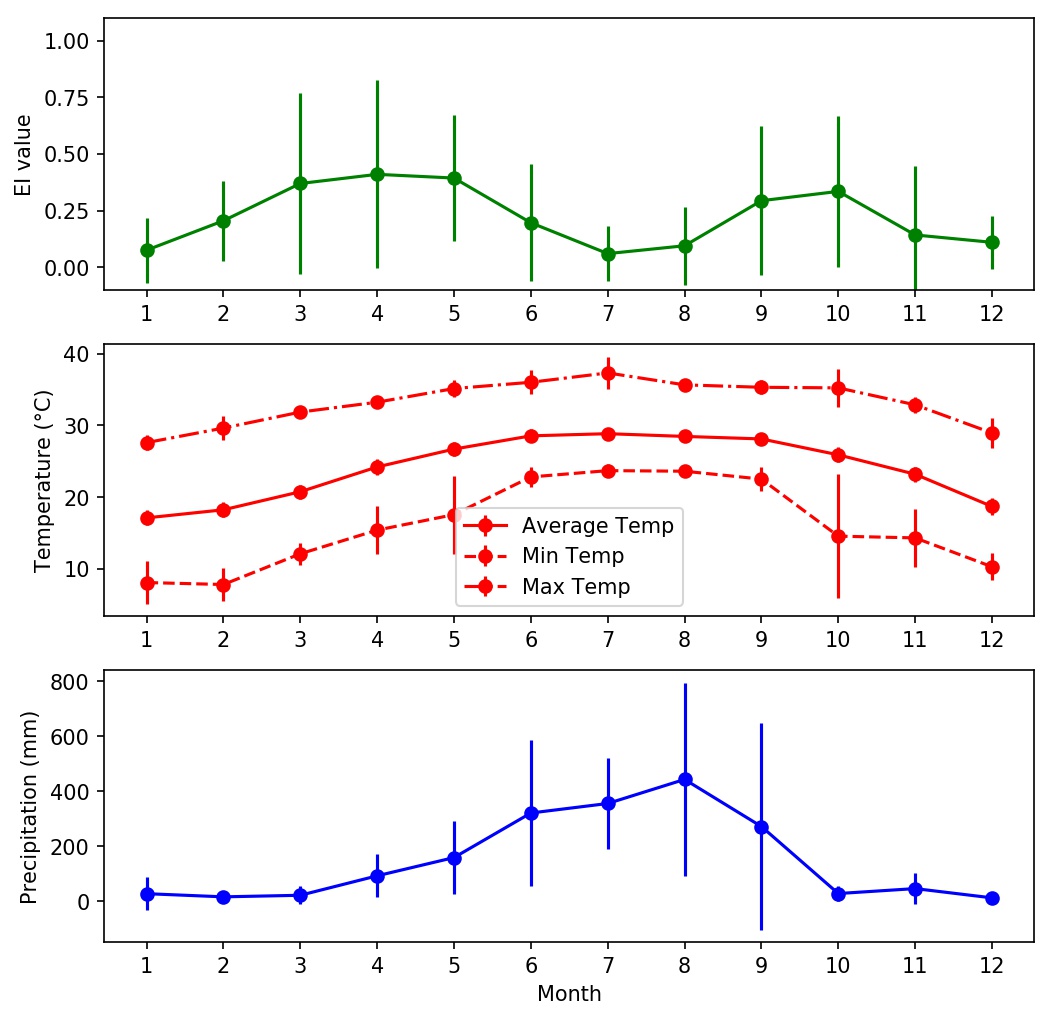 EI value
1.00
0.75
0.50
0.25
0.00
1 2 3 4 5 6 7 8 9 10 11 12
Temperature (°C)
40
30
20
10
Average Temp
Min Temp
Max Temp
1 2 3 4 5 6 7 8 9 10 11 12
Precipitation (mm)
800
600
400
200
0
1 2 3 4 5 6 7 8 9 10 11 12
Month